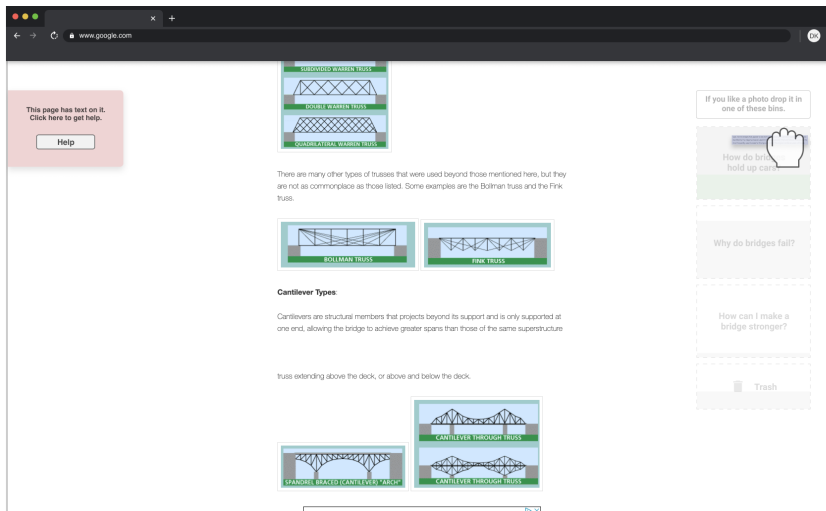 www.google.com
DK
This page has text on it.
Click here to get help.
Help
SUBDIVIDED WARREN TRUSS
DOUBLE WARREN TRUSS
QUADRILATERAL WARREN TRUSS
There are many other types of trusses that were used beyond those mentioned here, but they
are not as commonplace as those listed. Some examples are the Bollman truss and the Fink
truss.
BOLLMAN TRUSS
FINK TRUSS
Cantilever Types:
Cantilevers are structural members that projects beyond its support and is only supported at
one end, allowing the bridge to achieve greater spans than those of the same superstructure
truss extending above the deck, or above and below the deck.
SPANDREL BRACED (CANTILEVER) "ARCH"
CANTILEVER THROUGH TRUSS
CANTILEVER THROUGH TRUSS
If you like a photo drop it in
one of these bins.
How do
hold up cars?
Why do bridges fall?
How can I make a
bridge stronger?
Trash